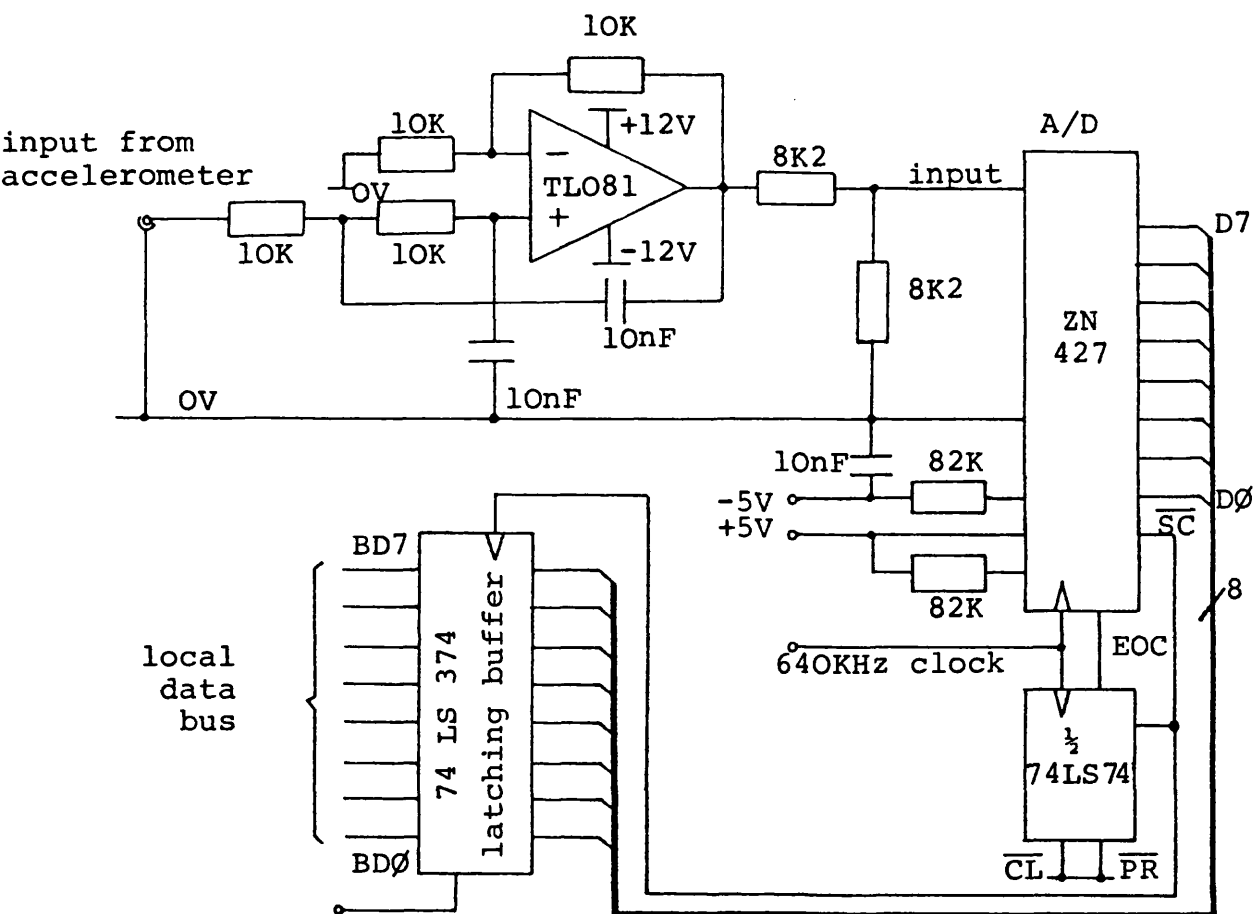 10K
input from
accelerometer
10K
+12V
A/D
8K2
input
0V
TL081
D7
10K
10K
-12V
8K2
ZN
427
10nF
0V
10nF
10nF
82K
-5V
DØ
+5V
SC
BD7
82K
8
local
data
bus
640KHz clock
EOC
74 LS 374
latching buffer
½
74LS74
BDØ
CL
PR